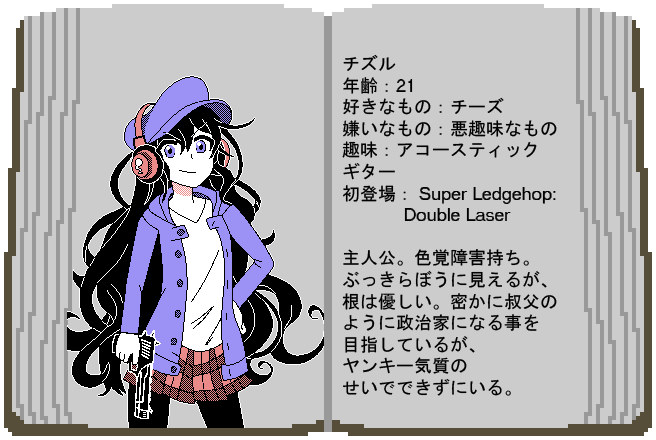 チズル
年齢：21
好きなもの：チーズ
嫌いなもの：悪趣味なもの
趣味：アコースティック
ギター
初登場： Super Ledgehop:
Double Laser
主人公。色覚障害持ち。
ぶっきらぼうに見えるが、
根は優しい。密かに叔父の
ように政治家になる事を
目指しているが、
ヤンキー気質の
せいでできずにいる。